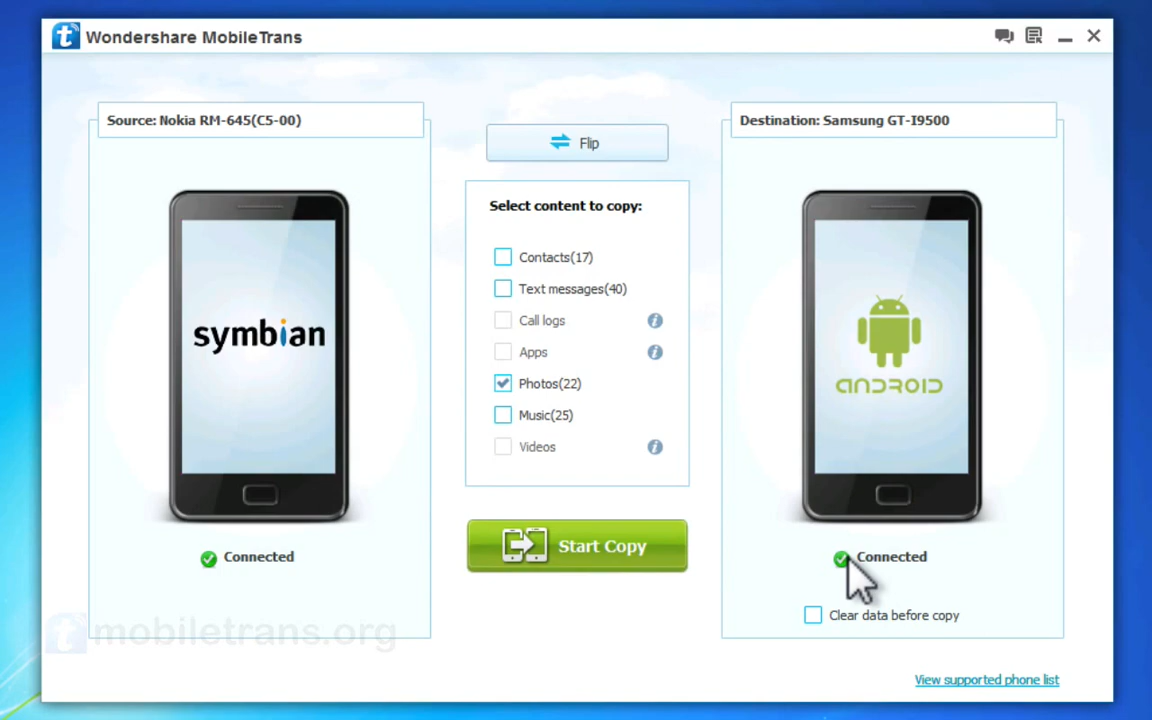 Wondershare MobileTrans
Source: Nokia RM-645(C5-00)
symbian
Connected
Flip
Select content to copy:
Contacts(17)
Text messages(40)
Call logs
Apps
Photos(22)
Music(25)
Videos
Start Copy
Destination: Samsung GT-I9500
ANDROID
Connected
Clear data before copy
mobiletrans.org
View supported phone list